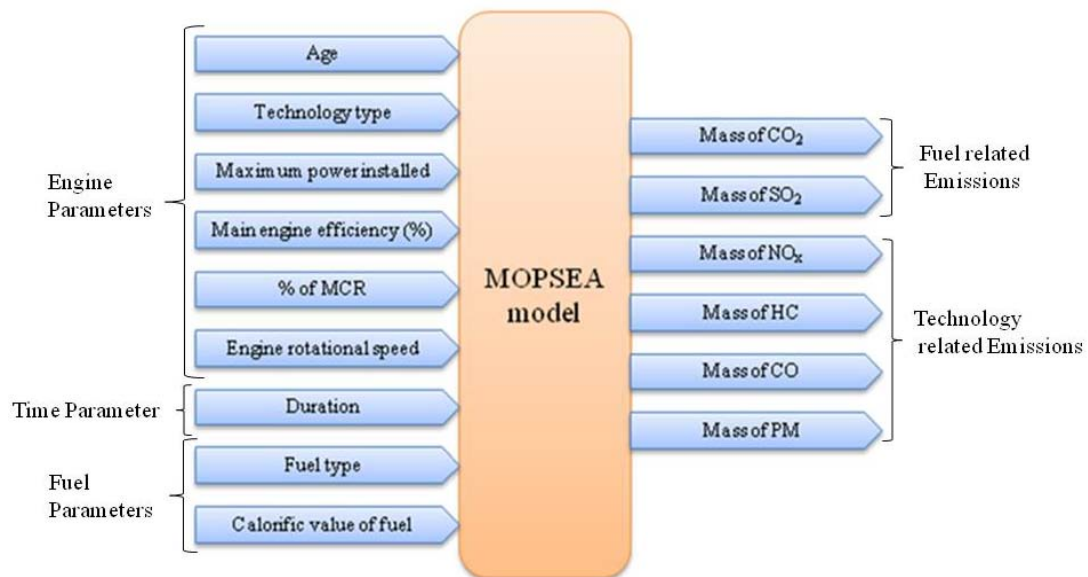 Engine
Parameters
Age
Technology type
Maximum power installed
Main engine efficiency (%)
% of MCR
Engine rotational speed
Time Parameter
Duration
Fuel
Parameters
Fuel type
Calorific value of fuel
MOPSEA
model
Mass of CO₂
Mass of SO₂
Fuel related
Emissions
Mass of NOₓ
Mass of HC
Mass of CO
Mass of PM
Technology
related Emissions